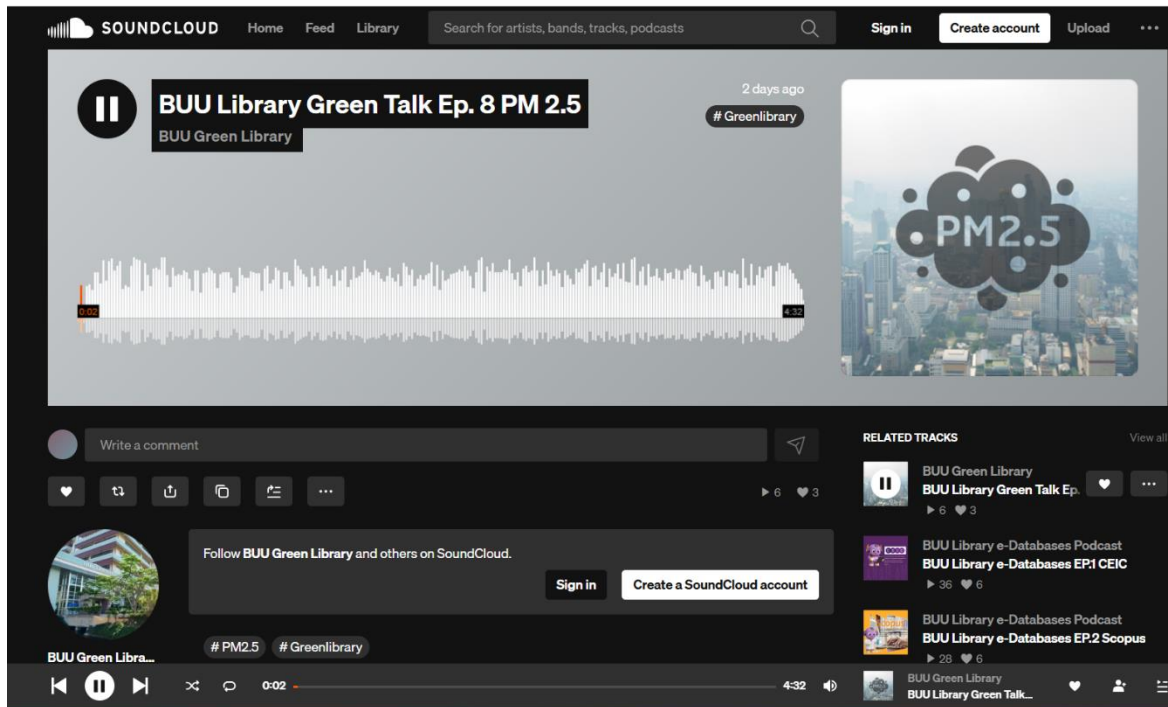 SOUNDCLOUD Home Feed Library Search for artists, bands, tracks, podcasts Sign in Create account Upload
BUU Library Green Talk Ep. 8 PM 2.5
BUU Green Library
2 days ago
# Greenlibrary
PM2.5
0:02
4:32
Write a comment
6 3
Follow BUU Green Library and others on SoundCloud.
Sign in Create a SoundCloud account
BUU Green Libra...
# PM2.5 # Greenlibrary
RELATED TRACKS View all
BUU Green Library
BUU Library Green Talk Ep.
6 3
BUU Library e-Databases Podcast
BUU Library e-Databases EP.1 CEIC
36 6
BUU Library e-Databases Podcast
BUU Library e-Databases EP.2 Scopus
28 6
0:02 4:32
BUU Green Library
BUU Library Green Talk...